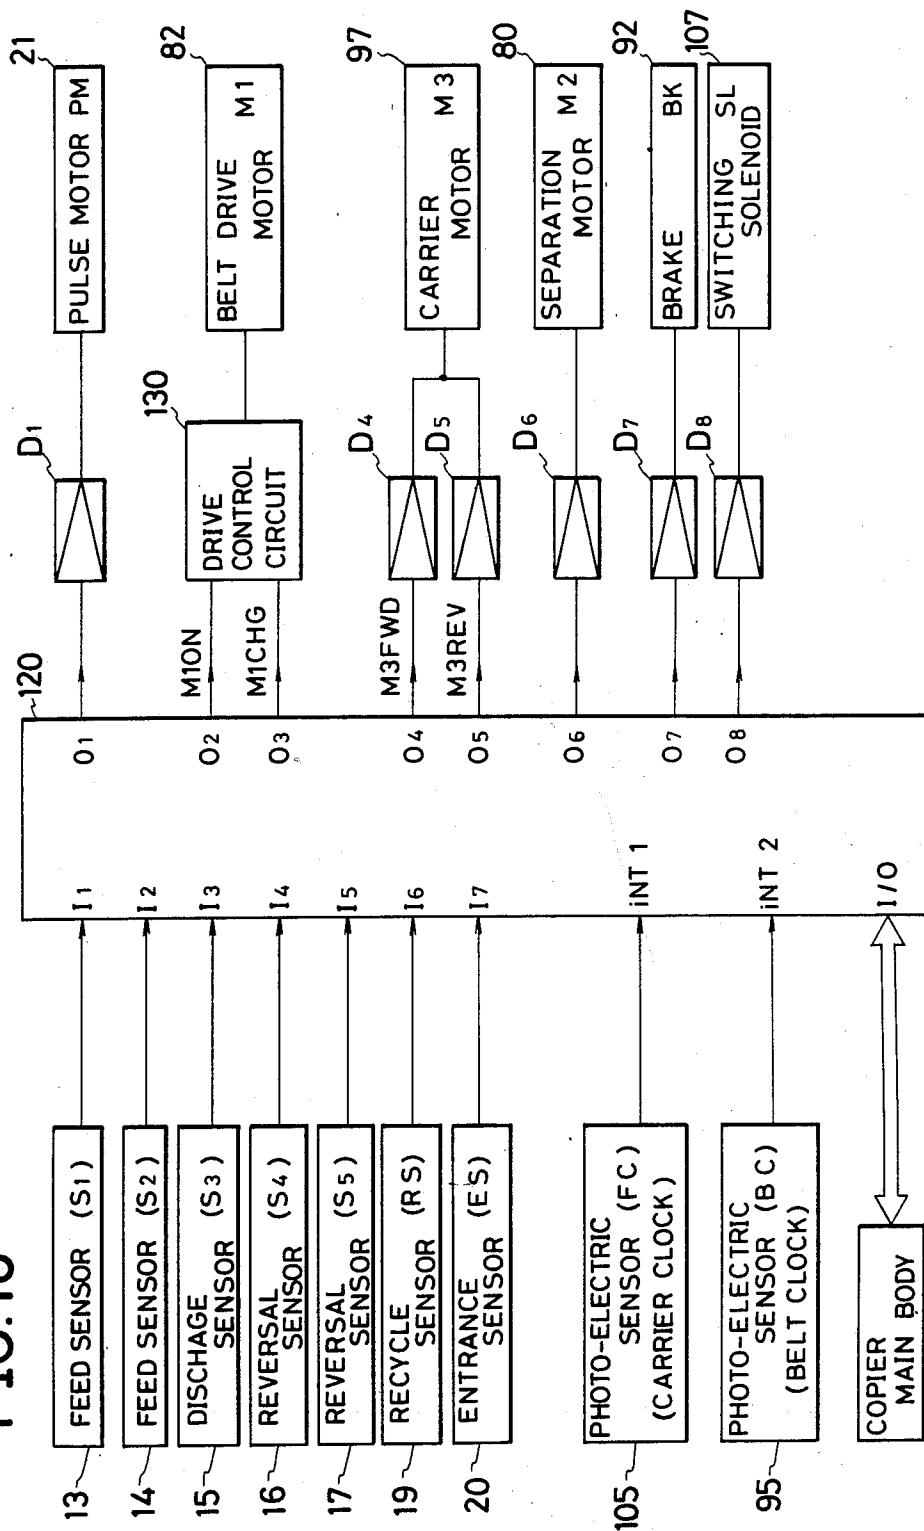 13
FEED SENSOR (S1)
I1
14
FEED SENSOR (S2)
I2
15
DISCHAGE (S3)
SENSOR
I3
16
REVERSAL (S4)
SENSOR
I4
17
REVERSAL (S5)
SENSOR
I5
19
RECYCLE (RS)
SENSOR
I6
20
ENTRANCE (ES)
SENSOR
I7
105
PHOTO-ELECTRIC
SENSOR (FC)
(CARRIER CLOCK)
iNT 1
95
PHOTO-ELECTRIC
SENSOR (BC)
(BELT CLOCK)
iNT 2
COPIER
MAIN BODY
I/O
120
O1
D1
PULSE MOTOR PM
21
O2
M1ON
O3
M1CHG
DRIVE
CONTROL
CIRCUIT
130
BELT DRIVE M1
MOTOR
82
O4
M3FWD
D4
O5
M3REV
D5
CARRIER M3
MOTOR
97
O6
D6
SEPARATION
MOTOR M2
80
O7
D7
BRAKE BK
92
O8
D8
SWITCHING SL
SOLENOID
107